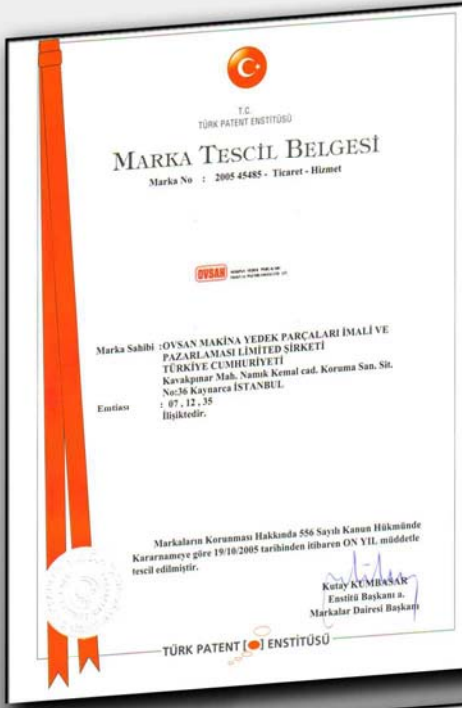 T.C.
TÜRK PATENT ENSTİTÜSÜ
MARKA TESCİL BELGESİ
Marka No : 2005 45485 - Ticaret - Hizmet
OVSAN
Marka Sahibi :OVSAN MAKİNA YEDEK PARÇALARI İMALİ VE
PAZARLAMASI LİMİTED ŞİRKETİ
TÜRKİYE CUMHURİYETİ
Kavakpınar Mah. Namık Kemal cad. Koruma San. Sit.
No:36 Kaynarca İSTANBUL
Emtiası : 07 , 12 , 35
İlişiktedir.
Markaların Korunması Hakkında 556 Sayılı Kanun Hükmünde
Kararnameye göre 19/10/2005 tarihinden itibaren ON YIL müddetle
tescil edilmiştir.
Kutay KUMBASAR
Enstitü Başkanı a.
Markalar Dairesi Başkanı
TÜRK PATENT [ ] ENSTİTÜSÜ